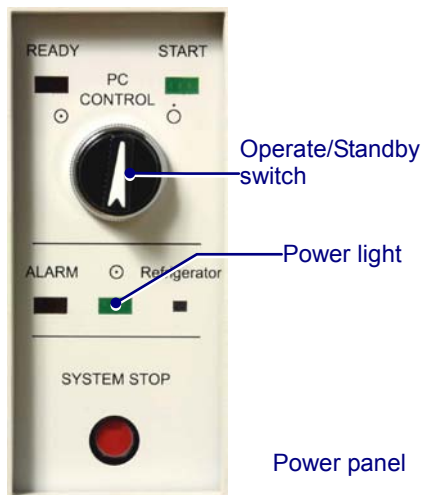 READY START
PC
CONTROL
Operate/Standby
switch
Power light
ALARM Refrigerator
SYSTEM STOP
Power panel